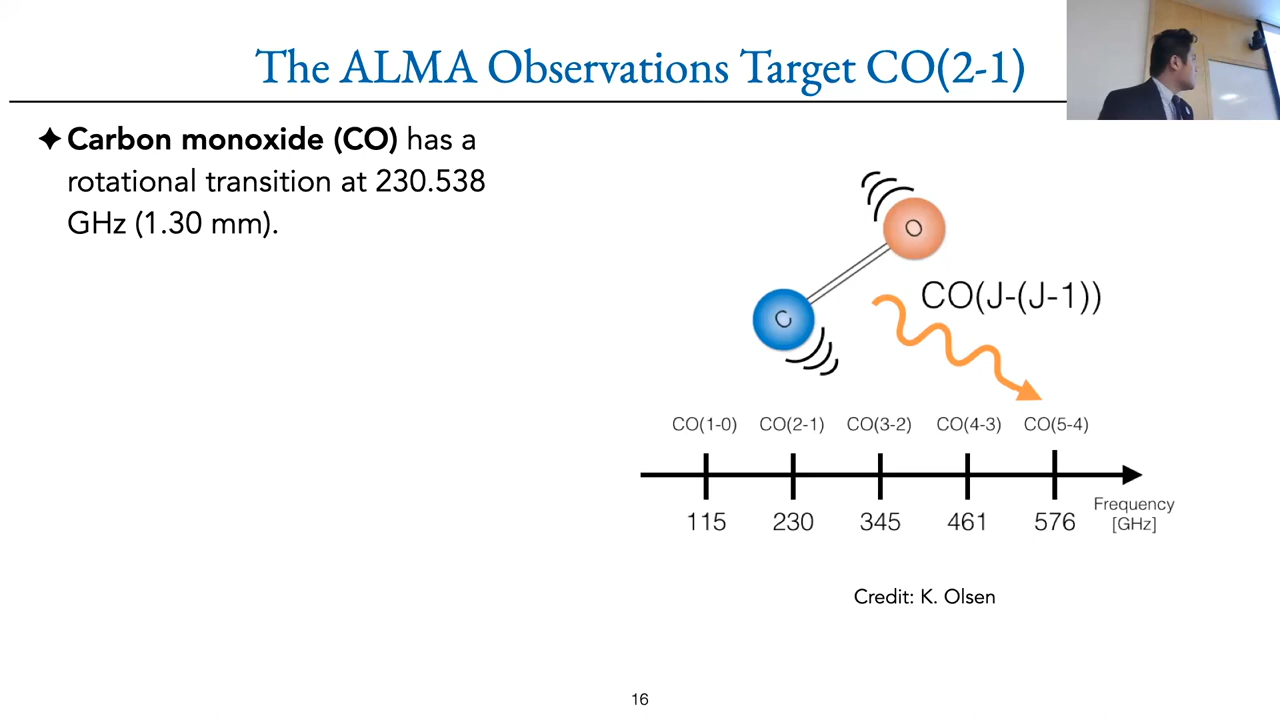 The ALMA Observations Target CO(2-1)
✦ Carbon monoxide (CO) has a
rotational transition at 230.538
GHz (1.30 mm).
O
C
CO(J-(J-1))
CO(1-0) CO(2-1) CO(3-2) CO(4-3) CO(5-4)
115 230 345 461 576
Frequency
[GHz]
Credit: K. Olsen
16